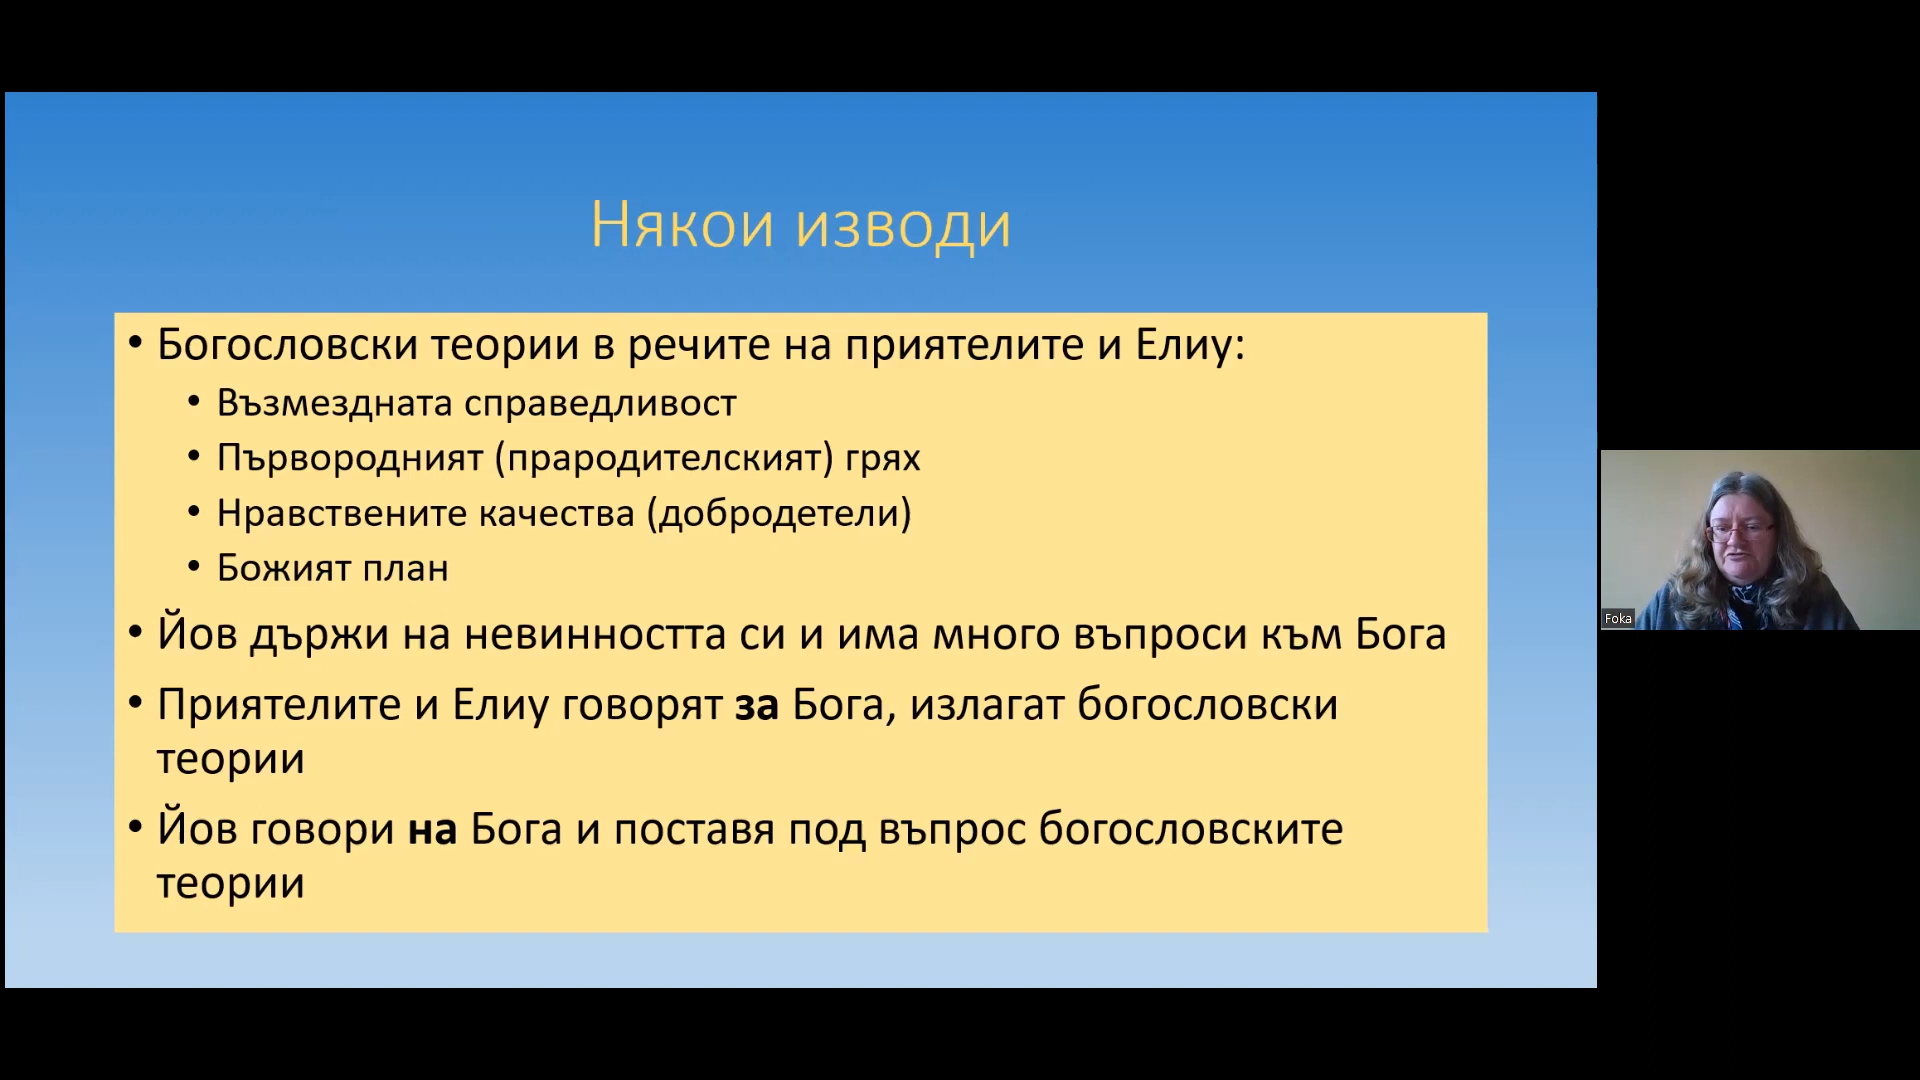 Някои изводи
• Богословски теории в речите на приятелите и Елиу:
• Възмездната справедливост
• Първородният (прародителският) грях
• Нравствените качества (добродетели)
• Божият план
• Йов държи на невинността си и има много въпроси към Бога
• Приятелите и Елиу говорят за Бога, излагат богословски
теории
• Йов говори на Бога и поставя под въпрос богословските
теории
Foka